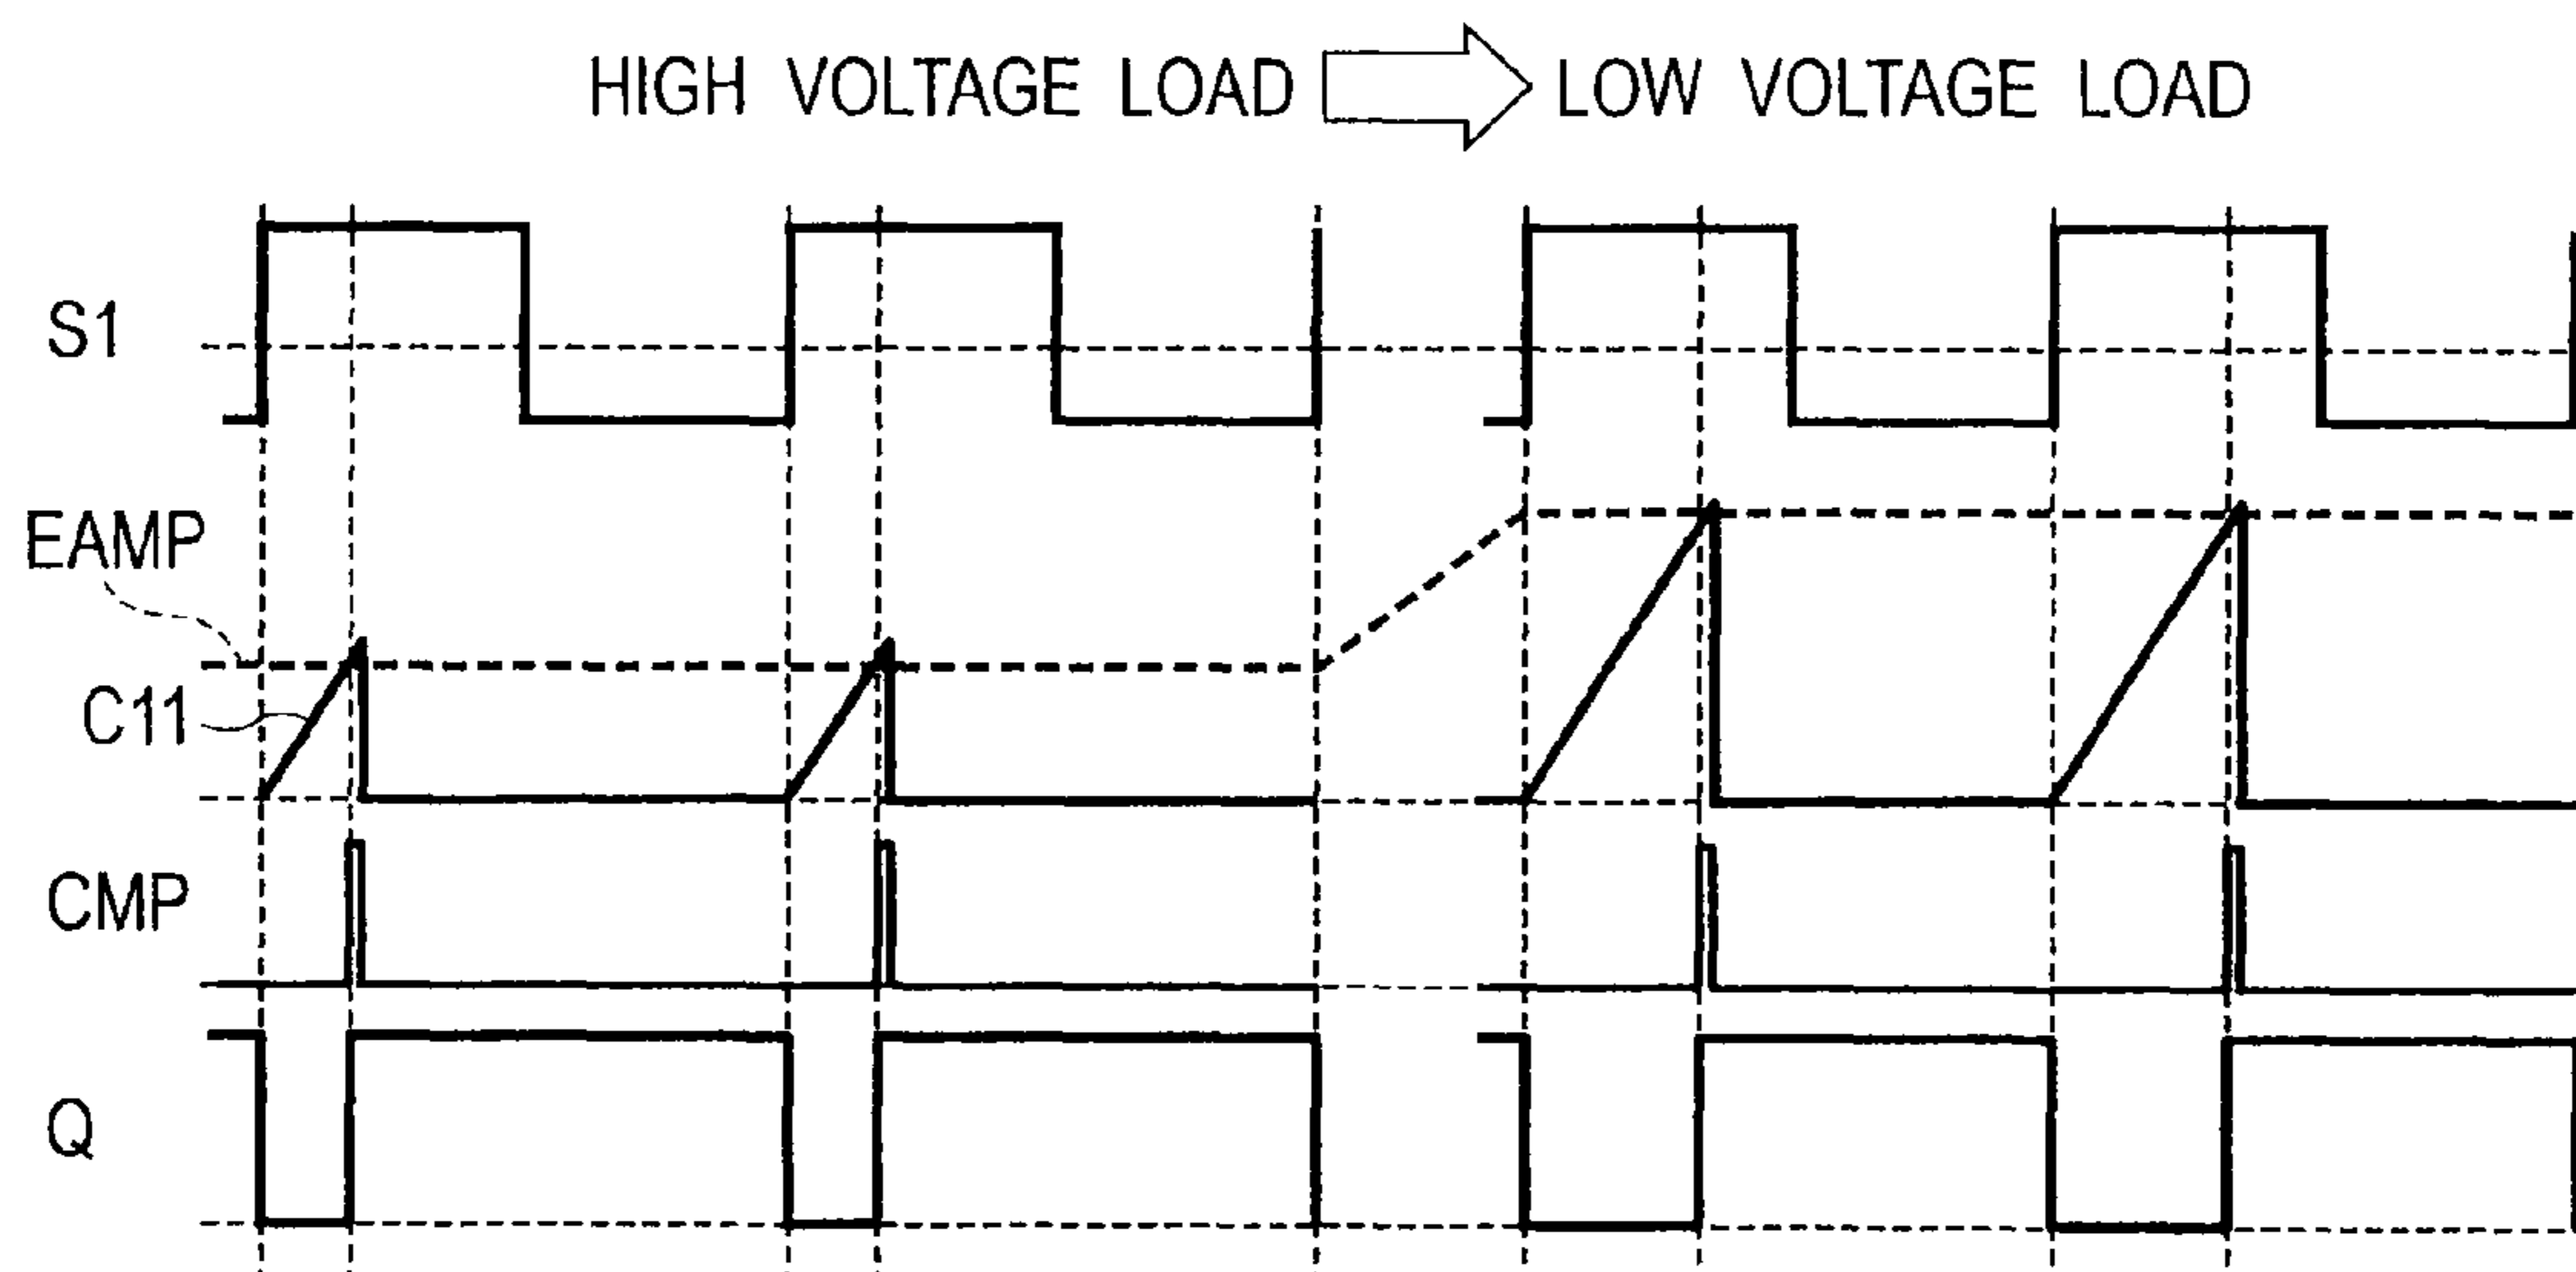 HIGH VOLTAGE LOAD LOW VOLTAGE LOAD
S1
EAMP
C11
CMP
Q